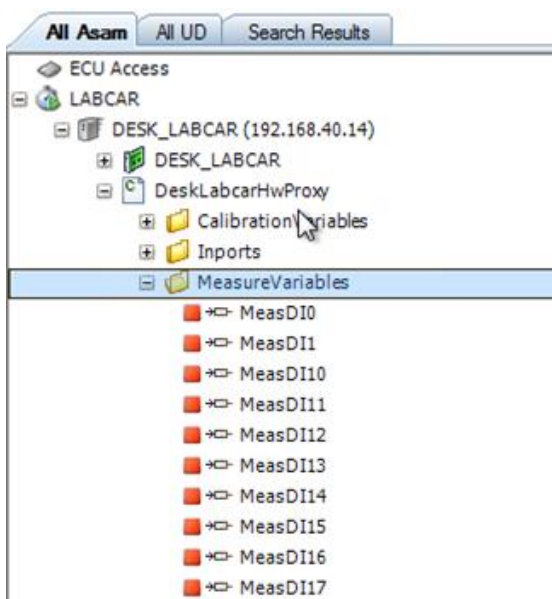 All Asam All UD Search Results
ECU Access
LABCAR
DESK_LABCAR (192.168.40.14)
DESK_LABCAR
DeskLabcarHwProxy
CalibrationVariables
Inports
MeasureVariables
MeasDI0
MeasDI1
MeasDI10
MeasDI11
MeasDI12
MeasDI13
MeasDI14
MeasDI15
MeasDI16
MeasDI17